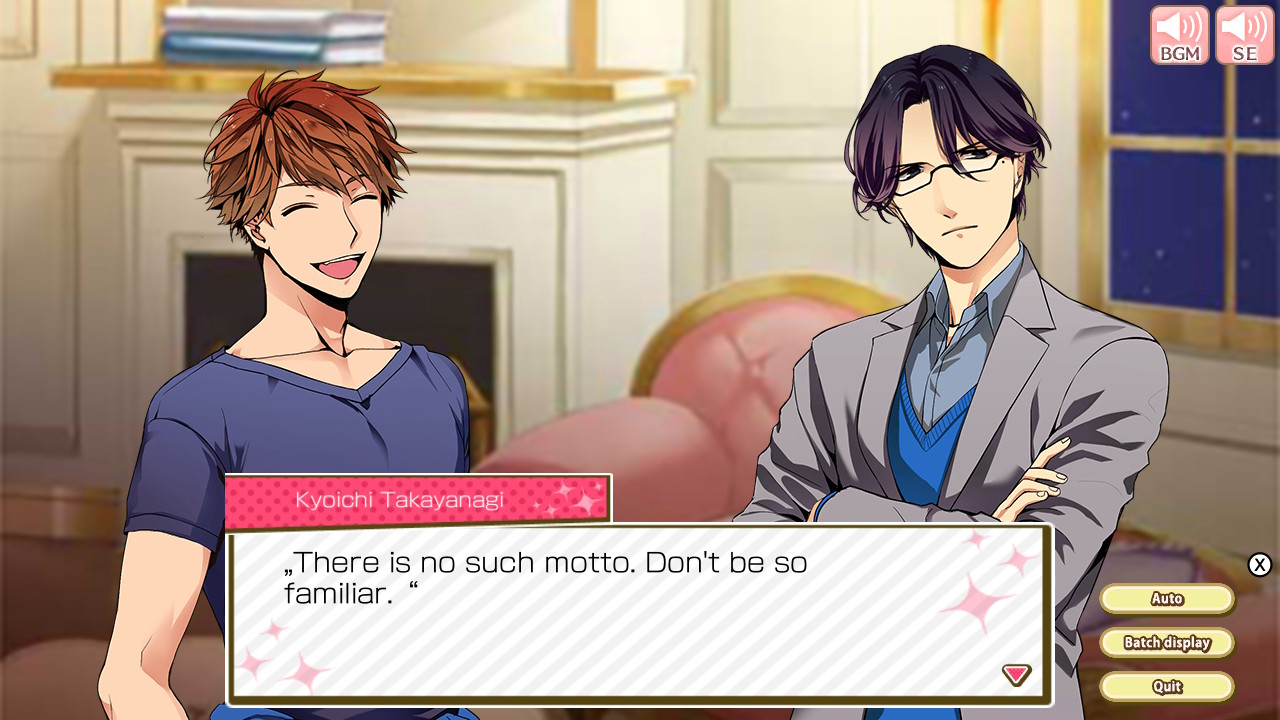 BGM
SE
Kyoichi Takayanagi
„There is no such motto. Don't be so
familiar. “
X
Auto
Batch display
Quit